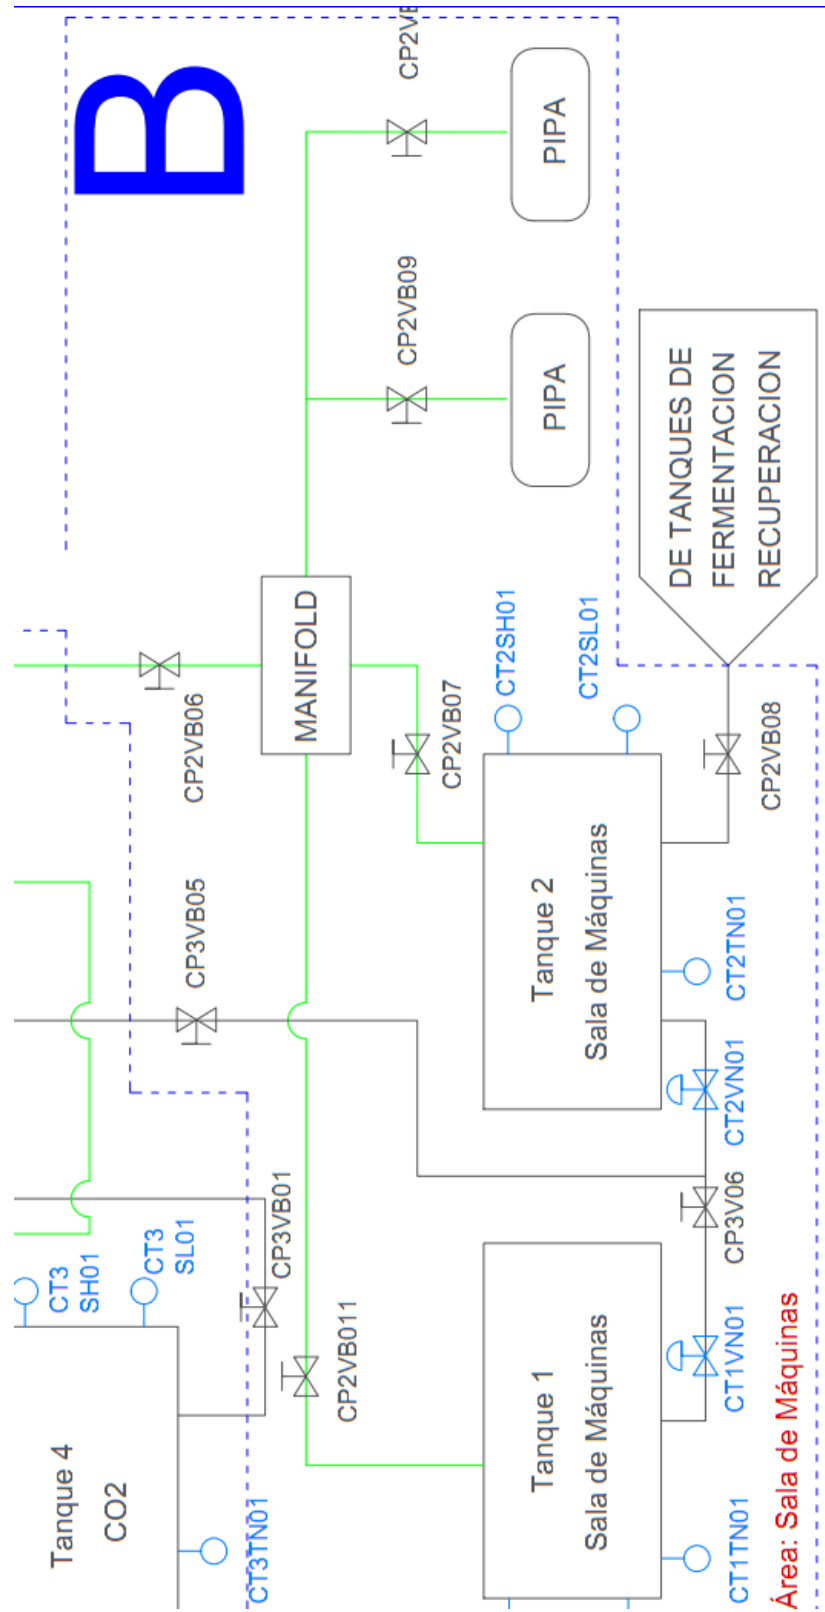 B
CP2VB
PIPA
CP2VB09
PIPA
DE TANQUES DE
FERMENTACION
RECUPERACION
MANIFOLD
CP2VB06
CP2VB07
CT2SH01
CT2SL01
CP2VB08
Tanque 2
Sala de Máquinas
CT2TN01
CP3VB05
CT2VN01
CP3V06
CP3VB01
CT3
SH01
CT3
SL01
CP2VB011
Tanque 1
Sala de Máquinas
CT1VN01
CT1TN01
Tanque 4
CO2
CT3TN01
Área: Sala de Máquinas